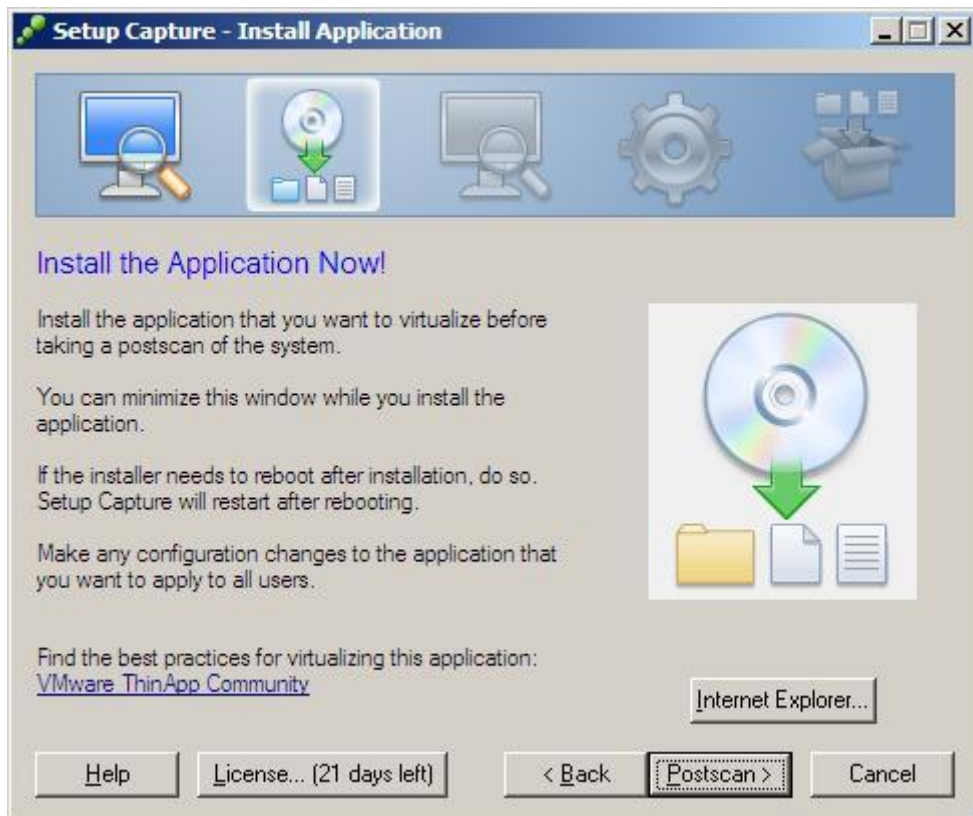 Setup Capture - Install Application
Install the Application Now!
Install the application that you want to virtualize before
taking a postscan of the system.
You can minimize this window while you install the
application.
If the installer needs to reboot after installation, do so.
Setup Capture will restart after rebooting.
Make any configuration changes to the application that
you want to apply to all users.
Find the best practices for virtualizing this application:
VMware ThinApp Community
Internet Explorer...
Help
License... (21 days left)
< Back
Postscan >
Cancel